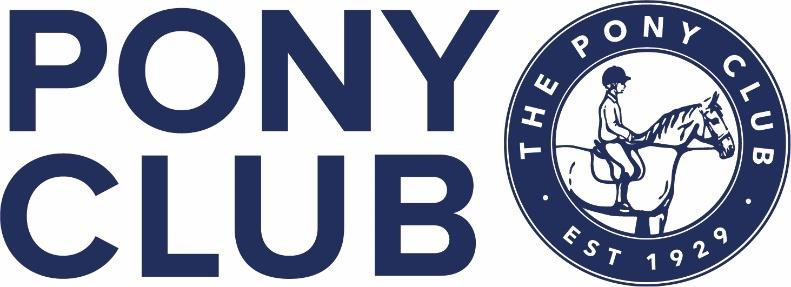 PONY
CLUB
THE PONY CLUB
· EST 1929 ·